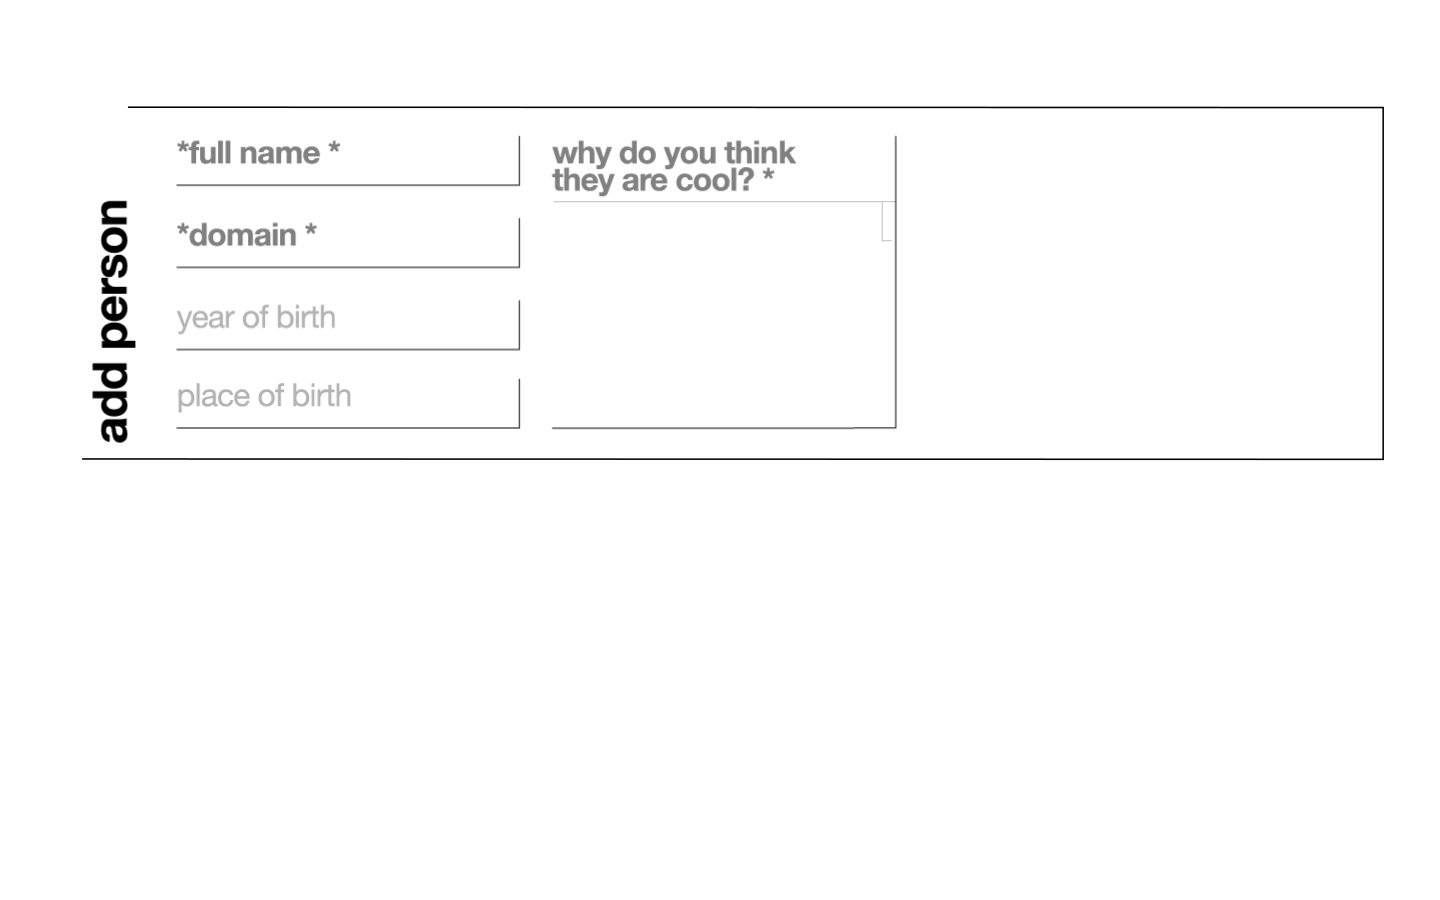 add person
*full name *
*domain *
year of birth
place of birth
why do you think
they are cool? *